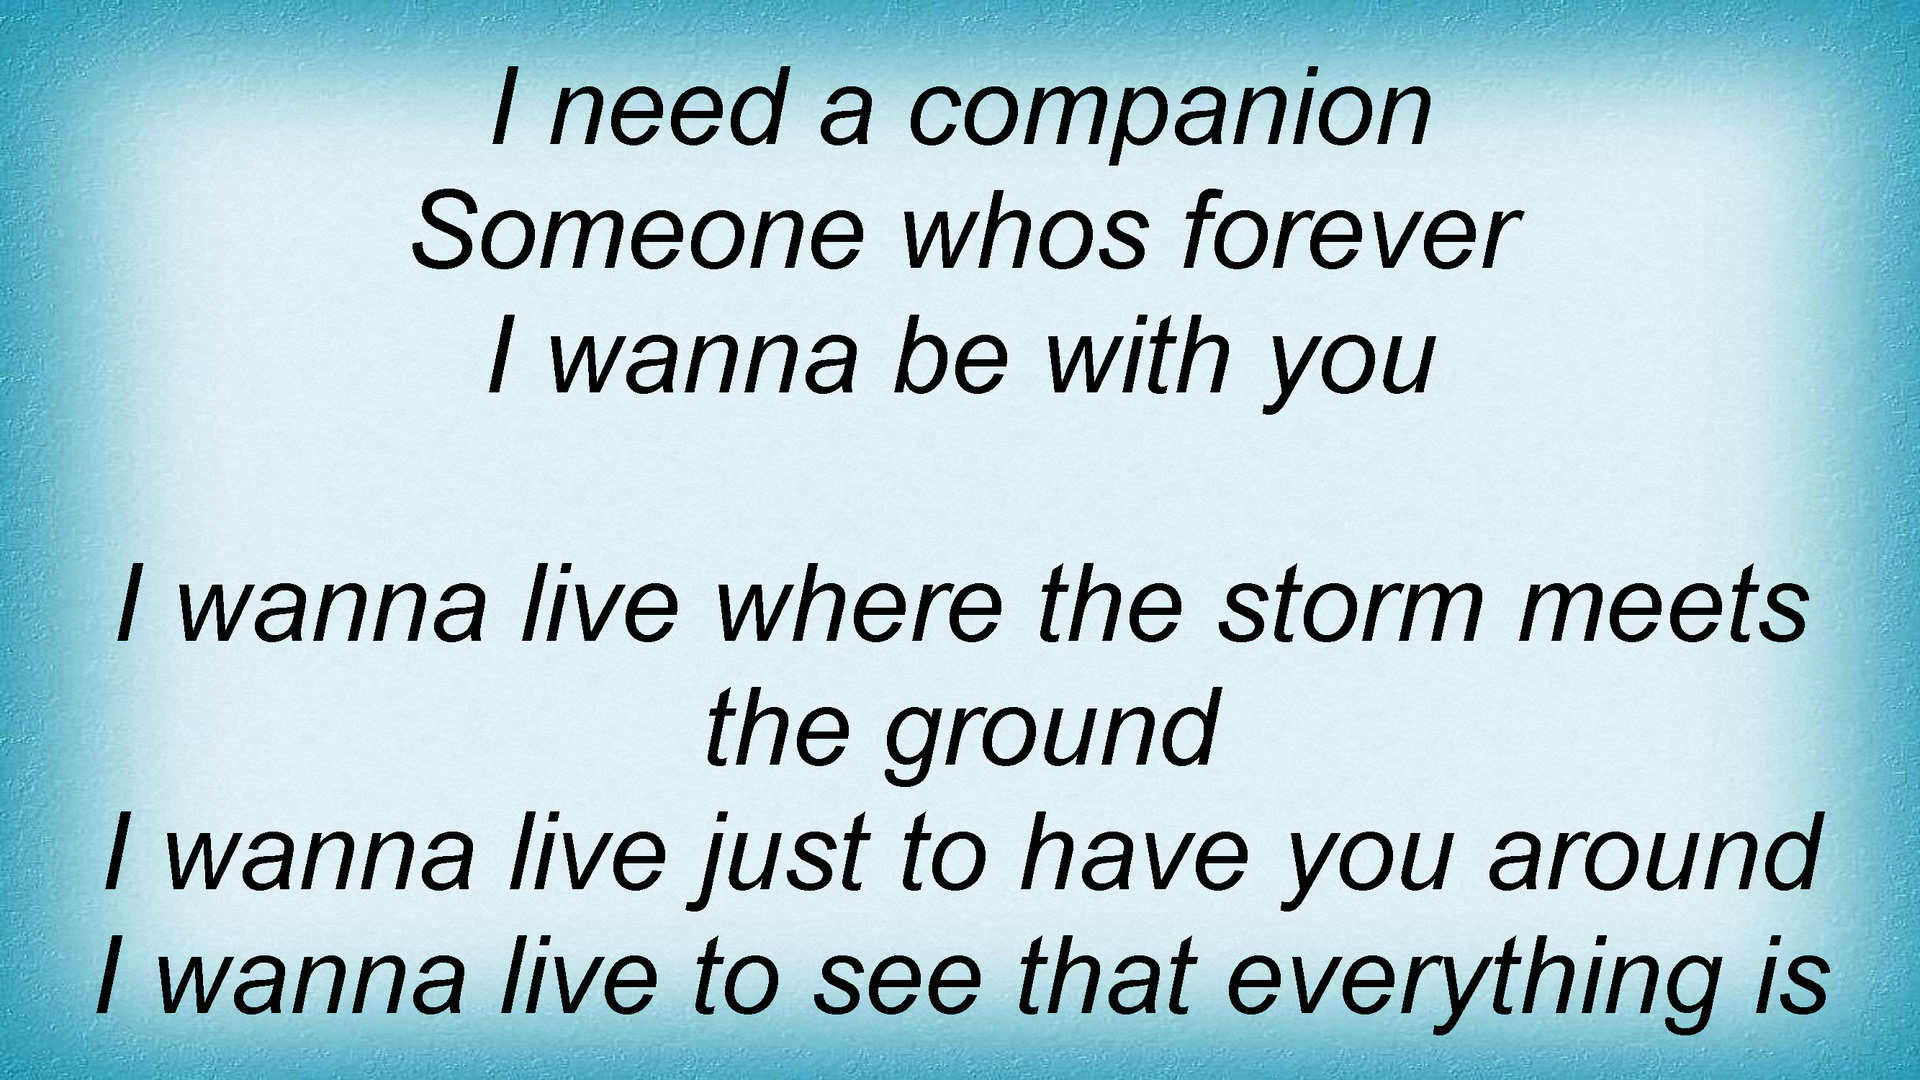 I need a companion
Someone whos forever
I wanna be with you
I wanna live where the storm meets
the ground
I wanna live just to have you around
I wanna live to see that everything is